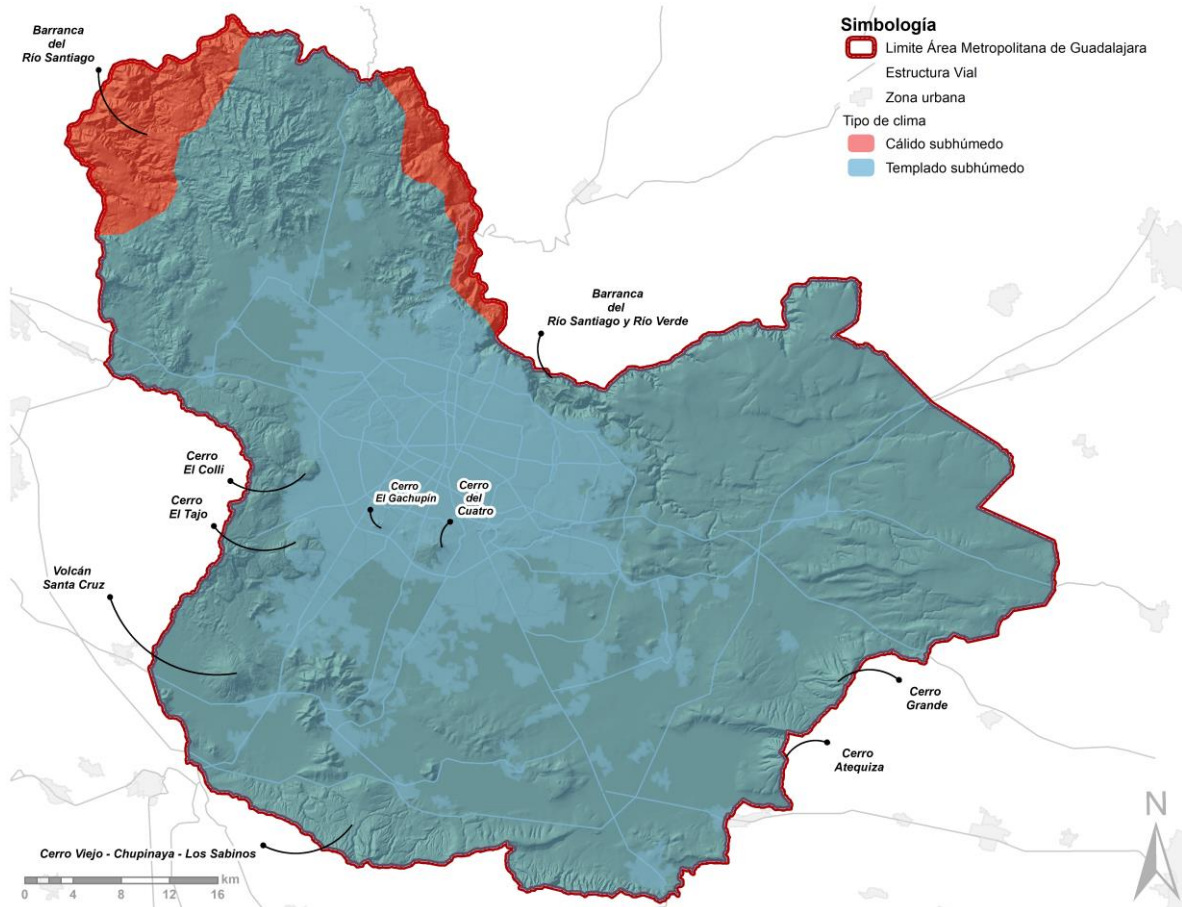 Simbología
Limite Área Metropolitana de Guadalajara
Estructura Vial
Zona urbana
Tipo de clima
Cálido subhúmedo
Templado subhúmedo
Barranca
del
Río Santiago
Barranca
del
Río Santiago y Río Verde
Cerro
El Colli
Cerro
El Gachupín
Cerro
del
Cuatro
Cerro
El Tajo
Volcán
Santa Cruz
Cerro
Grande
Cerro
Atequiza
Cerro Viejo - Chupinaya - Los Sabinos
N
km
0 4 8 12 16